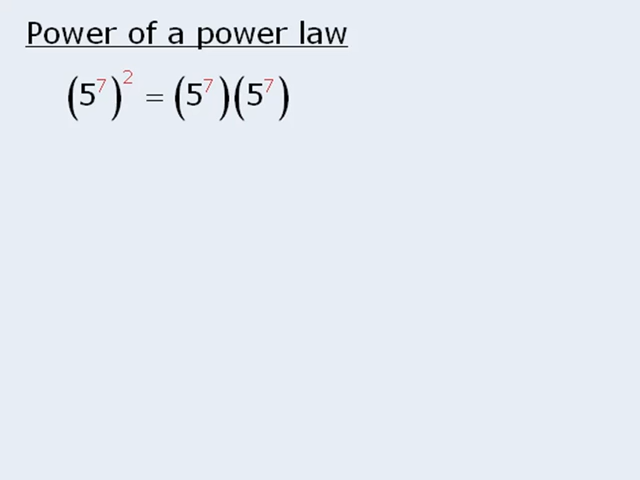 Power of a power law
(5⁷)² = (5⁷)(5⁷)